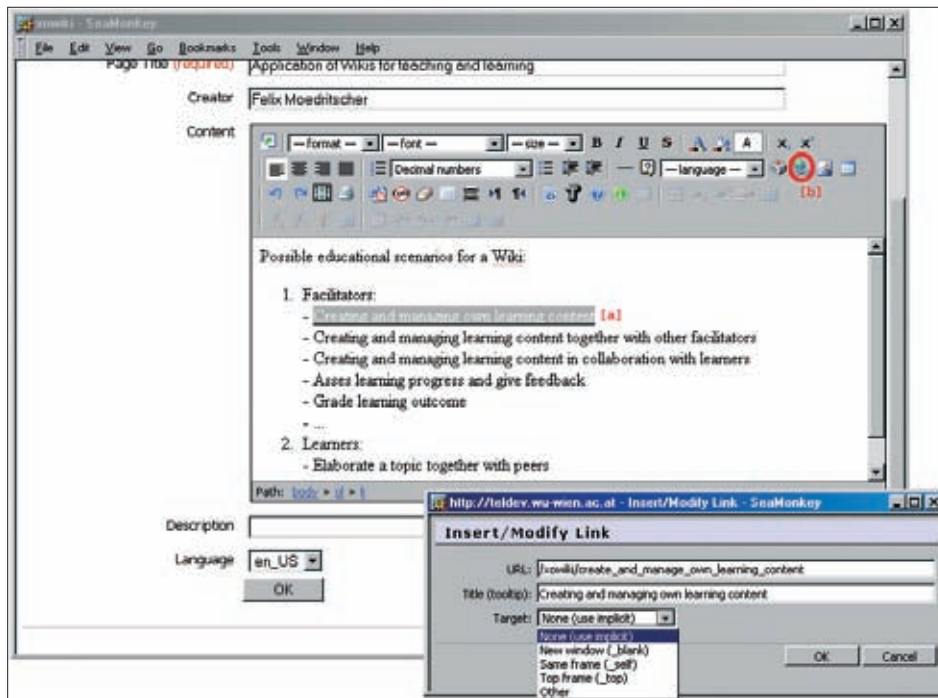 xowiki - SeaMonkey
File Edit View Go Bookmarks Tools Window Help
Page Title (required) Application of Wikis for teaching and learning
Creator Felix Moedritscher
Content
— format — — font — — size — B I U S A A x, x'
Decimal numbers — language —
[b]
Possible educational scenarios for a Wiki:
1. Facilitators:
- Creating and managing own learning content [a]
- Creating and managing learning content together with other facilitators
- Creating and managing learning content in collaboration with learners
- Asses learning progress and give feedback
- Grade learning outcome
- ...
2. Learners:
- Elaborate a topic together with peers
Path: body » ol » li
Description
Language en_US
OK
http://teldev.wu-wien.ac.at - Insert/Modify Link - SeaMonkey
Insert/Modify Link
URL: /xowiki/create_and_manage_own_learning_content
Title (tooltip): Creating and managing own learning content
Target: None (use implicit)
None (use implicit)
New window (_blank)
Same frame (_self)
Top frame (_top)
Other
OK Cancel